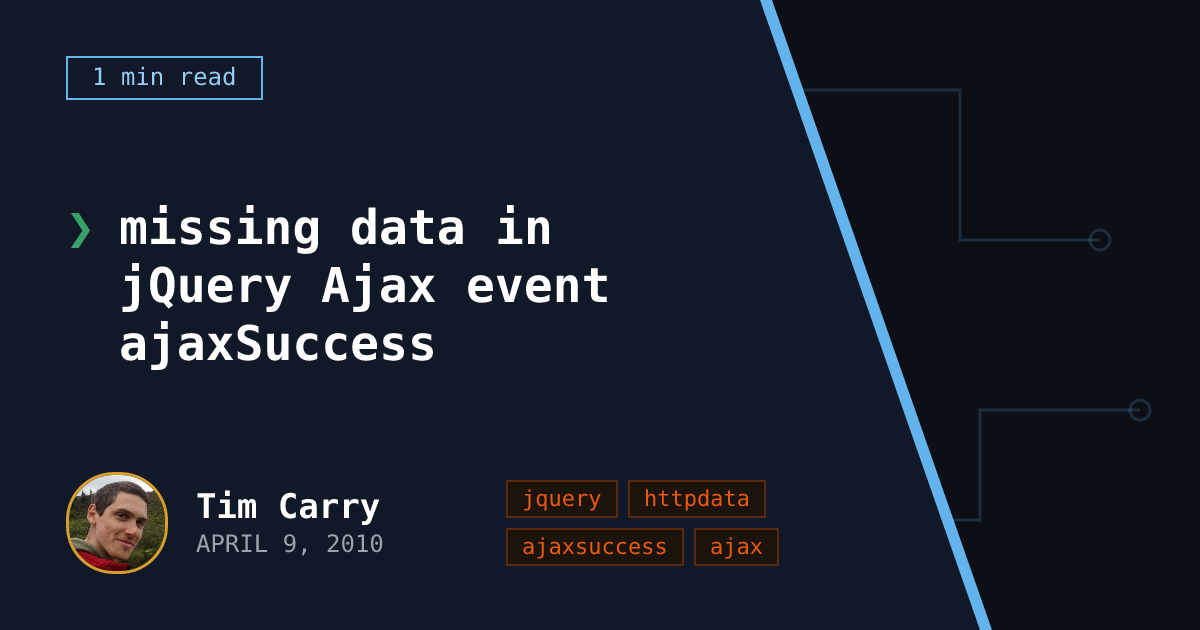 1 min read
❯ missing data in
jQuery Ajax event
ajaxSuccess
Tim Carry
APRIL 9, 2010
jquery httpdata
ajaxsuccess ajax